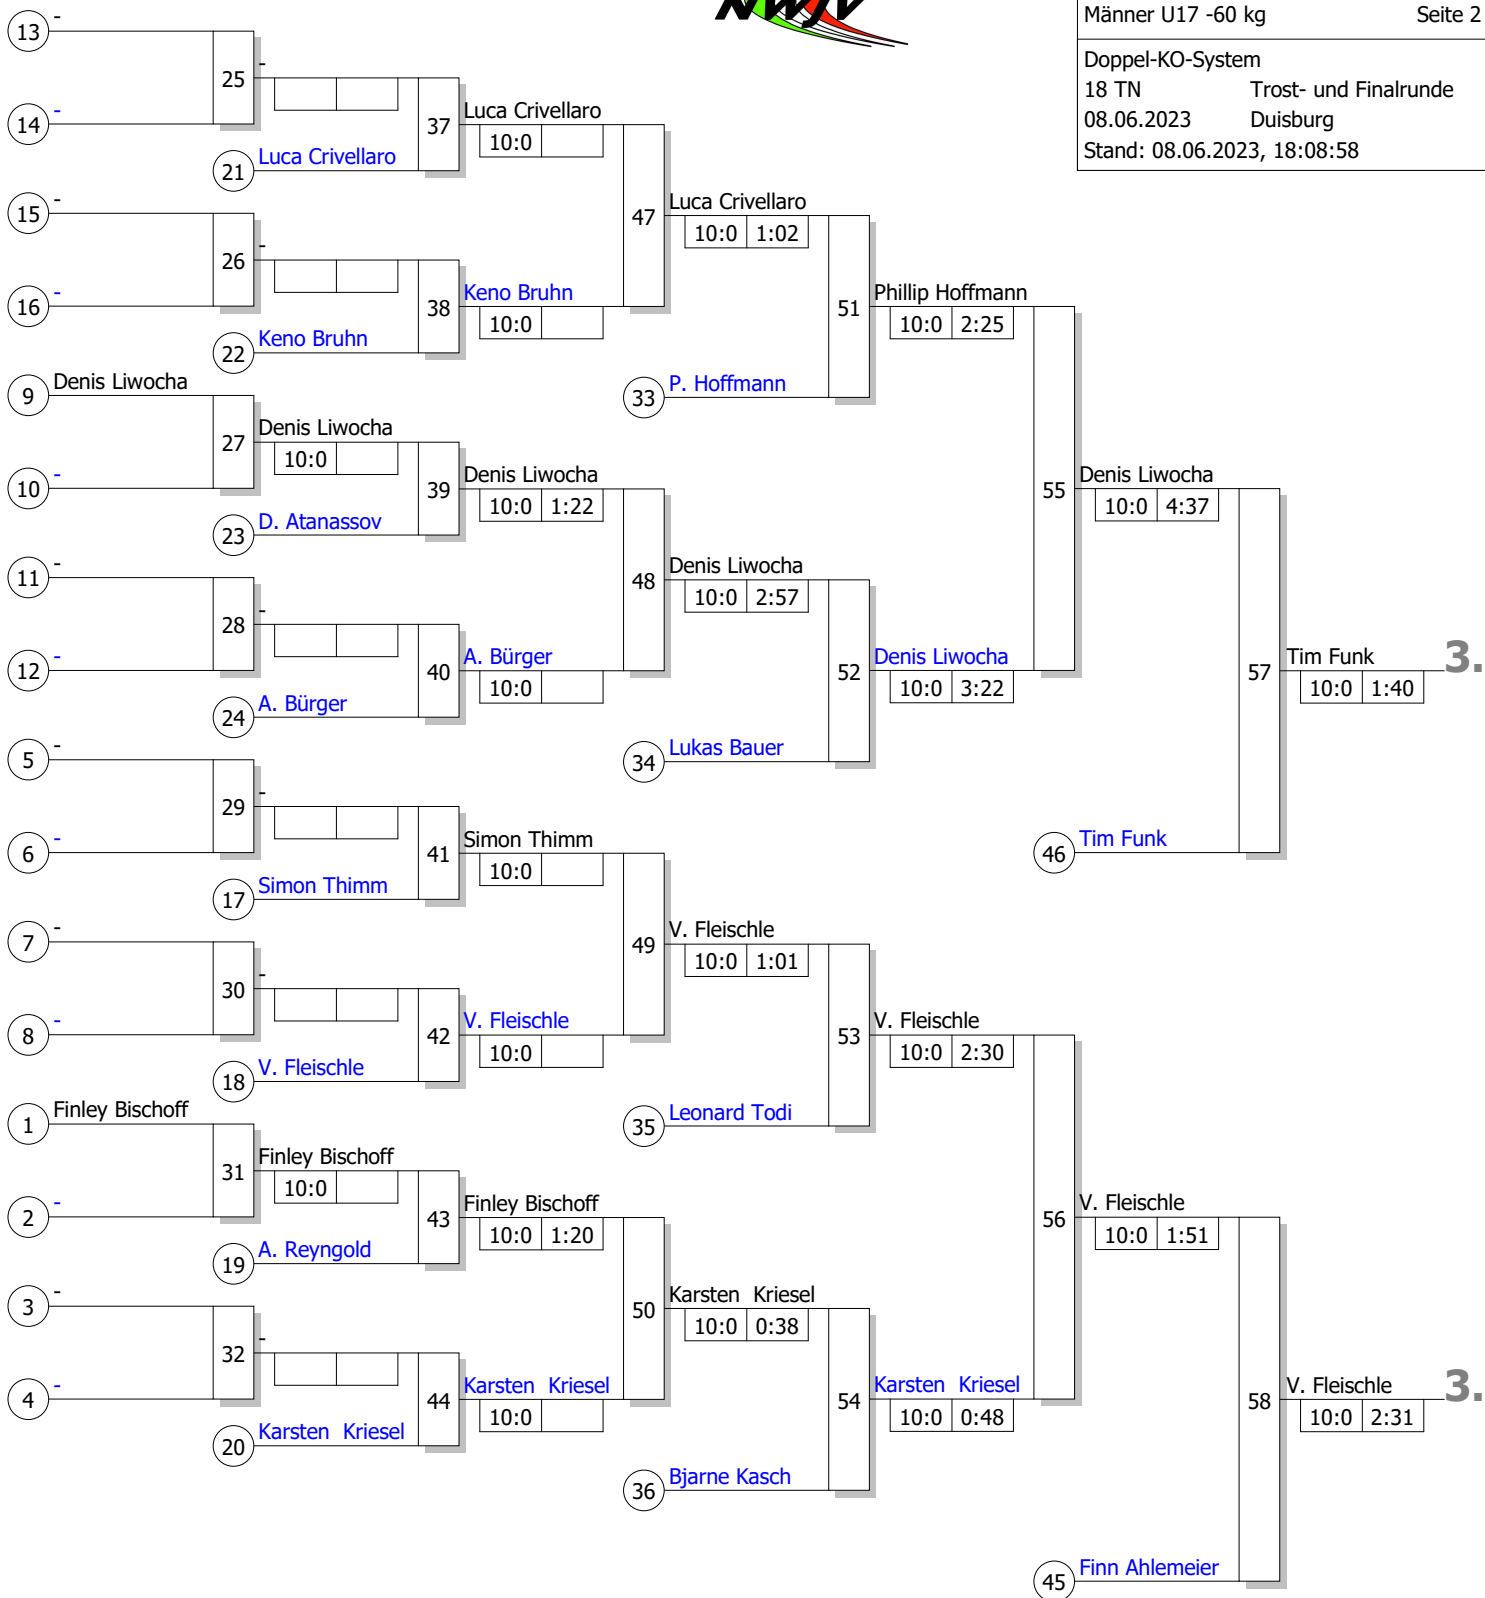 NWJV
Männer U17 -60 kg Seite 2
Doppel-KO-System
18 TN Trost- und Finalrunde
08.06.2023 Duisburg
Stand: 08.06.2023, 18:08:58
13 -
25 -
14 -
37 Luca Crivellaro
10:0
21 Luca Crivellaro
15 -
47 Luca Crivellaro
10:0 1:02
26 -
16 -
38 Keno Bruhn
10:0
22 Keno Bruhn
51 Phillip Hoffmann
10:0 2:25
33 P. Hoffmann
9 Denis Liwocha
27 Denis Liwocha
10:0
10 -
39 Denis Liwocha
10:0 1:22
23 D. Atanassov
55 Denis Liwocha
10:0 4:37
11 -
48 Denis Liwocha
10:0 2:57
28 -
12 -
40 A. Bürger
10:0
24 A. Bürger
52 Denis Liwocha
10:0 3:22
34 Lukas Bauer
57 Tim Funk 3.
10:0 1:40
5 -
29 -
6 -
41 Simon Thimm
10:0
17 Simon Thimm
46 Tim Funk
7 -
49 V. Fleischle
10:0 1:01
30 -
8 -
42 V. Fleischle
10:0
18 V. Fleischle
53 V. Fleischle
10:0 2:30
35 Leonard Todi
1 Finley Bischoff
31 Finley Bischoff
10:0
2 -
43 Finley Bischoff
10:0 1:20
19 A. Reyngold
56 V. Fleischle
10:0 1:51
3 -
50 Karsten Kriesel
10:0 0:38
32 -
4 -
44 Karsten Kriesel
10:0
20 Karsten Kriesel
54 Karsten Kriesel
10:0 0:48
36 Bjarne Kasch
58 V. Fleischle 3.
10:0 2:31
45 Finn Ahlemeier